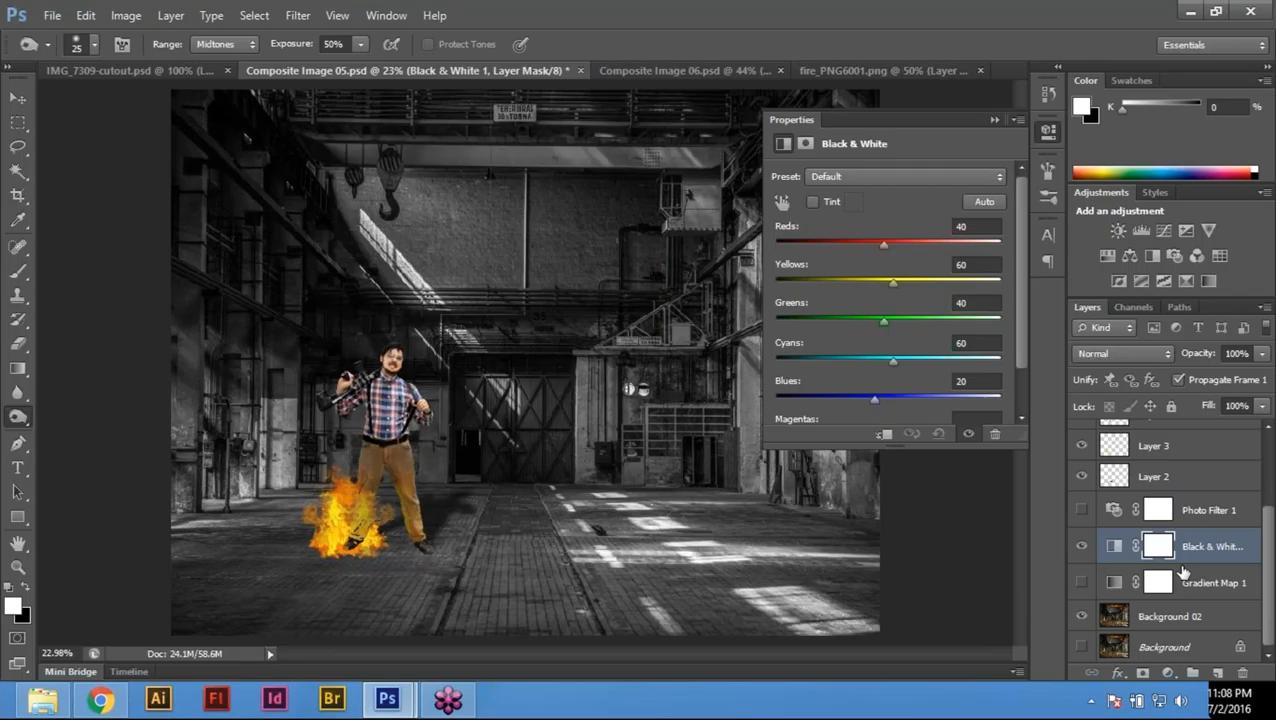 Ps File Edit Image Layer Type Select Filter View Window Help
25 Range: Midtones Exposure: 50% Protect Tones Essentials
IMG_7309-cutout.psd @ 100% (L... × Composite Image 05.psd @ 23% (Black & White 1, Layer Mask/8) * × Composite Image 06.psd @ 44% (... × fire_PNG6001.png @ 50% (Layer ... ×
Color Swatches
K 0 %
Properties
Black & White
Preset: Default
Tint Auto
Reds: 40
Yellows: 60
Greens: 40
Cyans: 60
Blues: 20
Magentas:
Adjustments Styles
Add an adjustment
Layers Channels Paths
Kind
Normal Opacity: 100%
Unify: Propagate Frame 1
Lock: Fill: 100%
Layer 3
Layer 2
Photo Filter 1
Black & Whit...
Gradient Map 1
Background 02
Background
22.98% Doc: 24.1M/58.6M
Mini Bridge Timeline
Ai Fl Id Br Ps
11:08 PM
7/2/2016